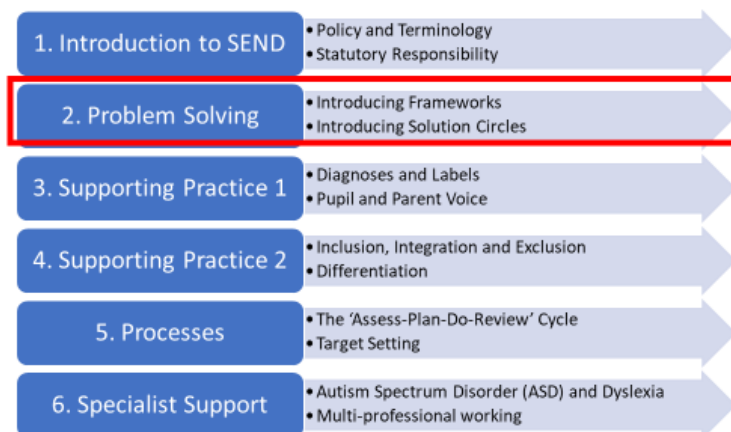 1. Introduction to SEND
• Policy and Terminology
• Statutory Responsibility
2. Problem Solving
• Introducing Frameworks
• Introducing Solution Circles
3. Supporting Practice 1
• Diagnoses and Labels
• Pupil and Parent Voice
4. Supporting Practice 2
• Inclusion, Integration and Exclusion
• Differentiation
5. Processes
• The ‘Assess-Plan-Do-Review’ Cycle
• Target Setting
6. Specialist Support
• Autism Spectrum Disorder (ASD) and Dyslexia
• Multi-professional working